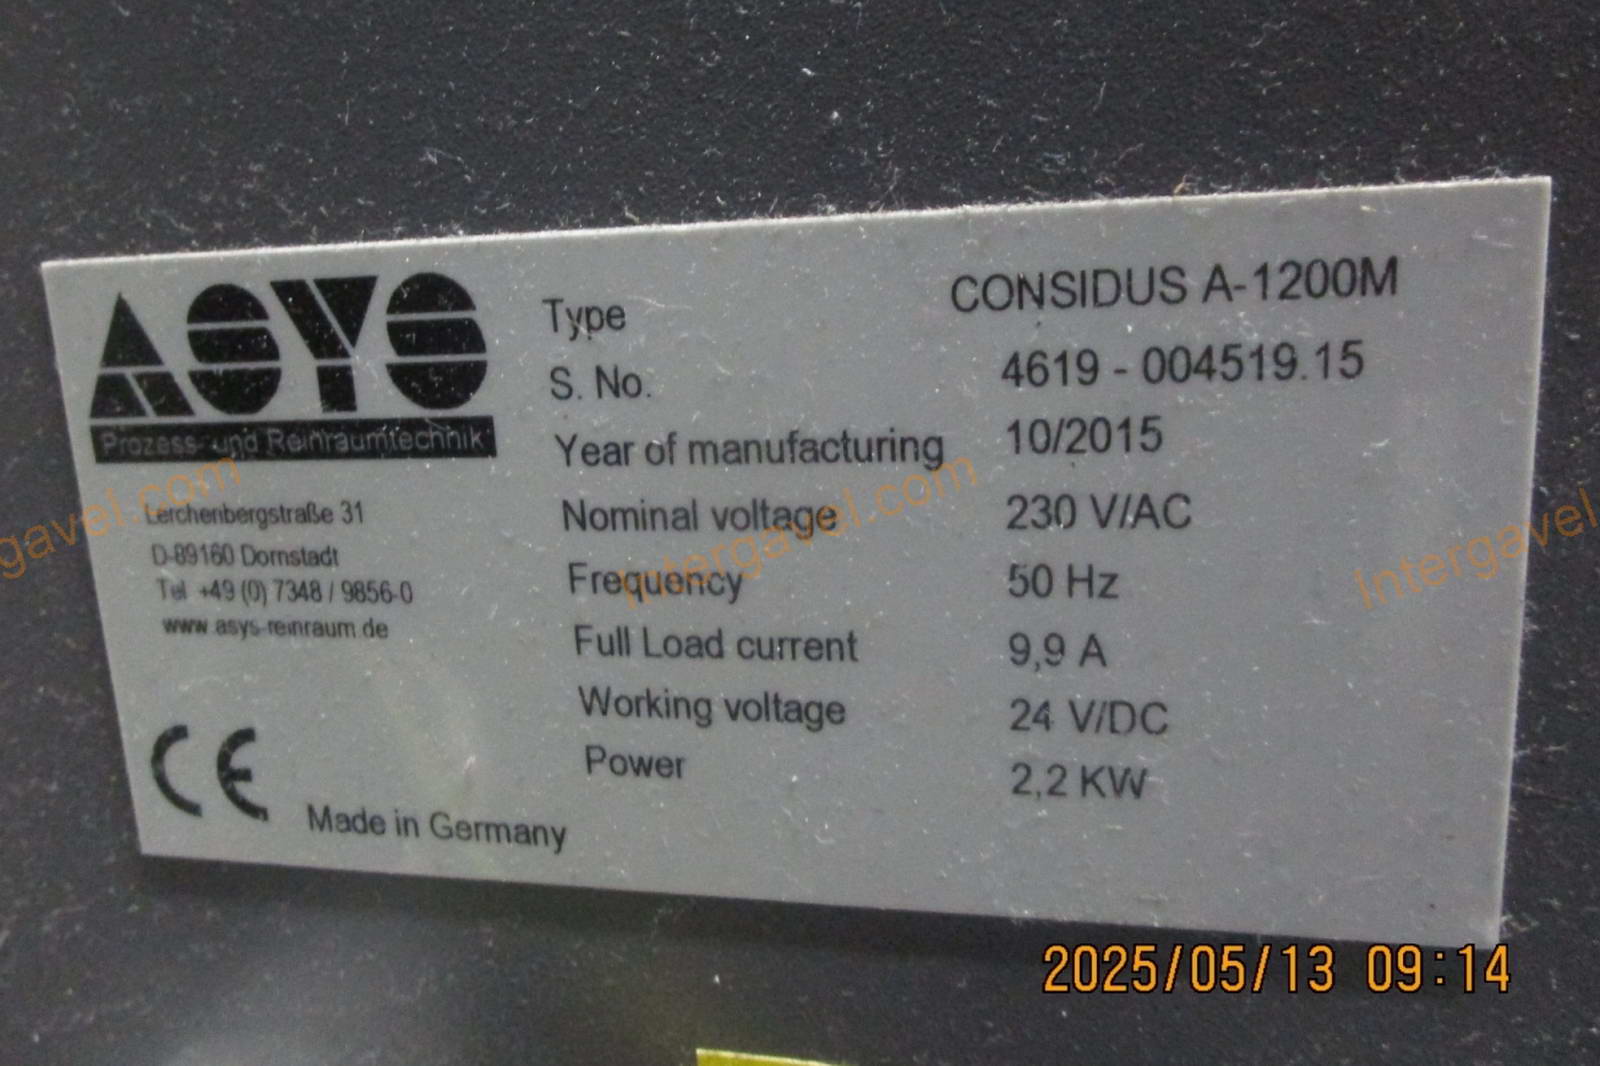 ASYS
Prozess- und Reinraumtechnik
Lerchenbergstraße 31
D-89160 Dornstadt
Tel +49 (0) 7348 / 9856-0
www.asys-reinraum.de
CE
Made in Germany
Type CONSIDUS A-1200M
S. No. 4619 - 004519.15
Year of manufacturing 10/2015
Nominal voltage 230 V/AC
Frequency 50 Hz
Full Load current 9,9 A
Working voltage 24 V/DC
Power 2,2 KW
Intergavel.com
2025/05/13 09:14